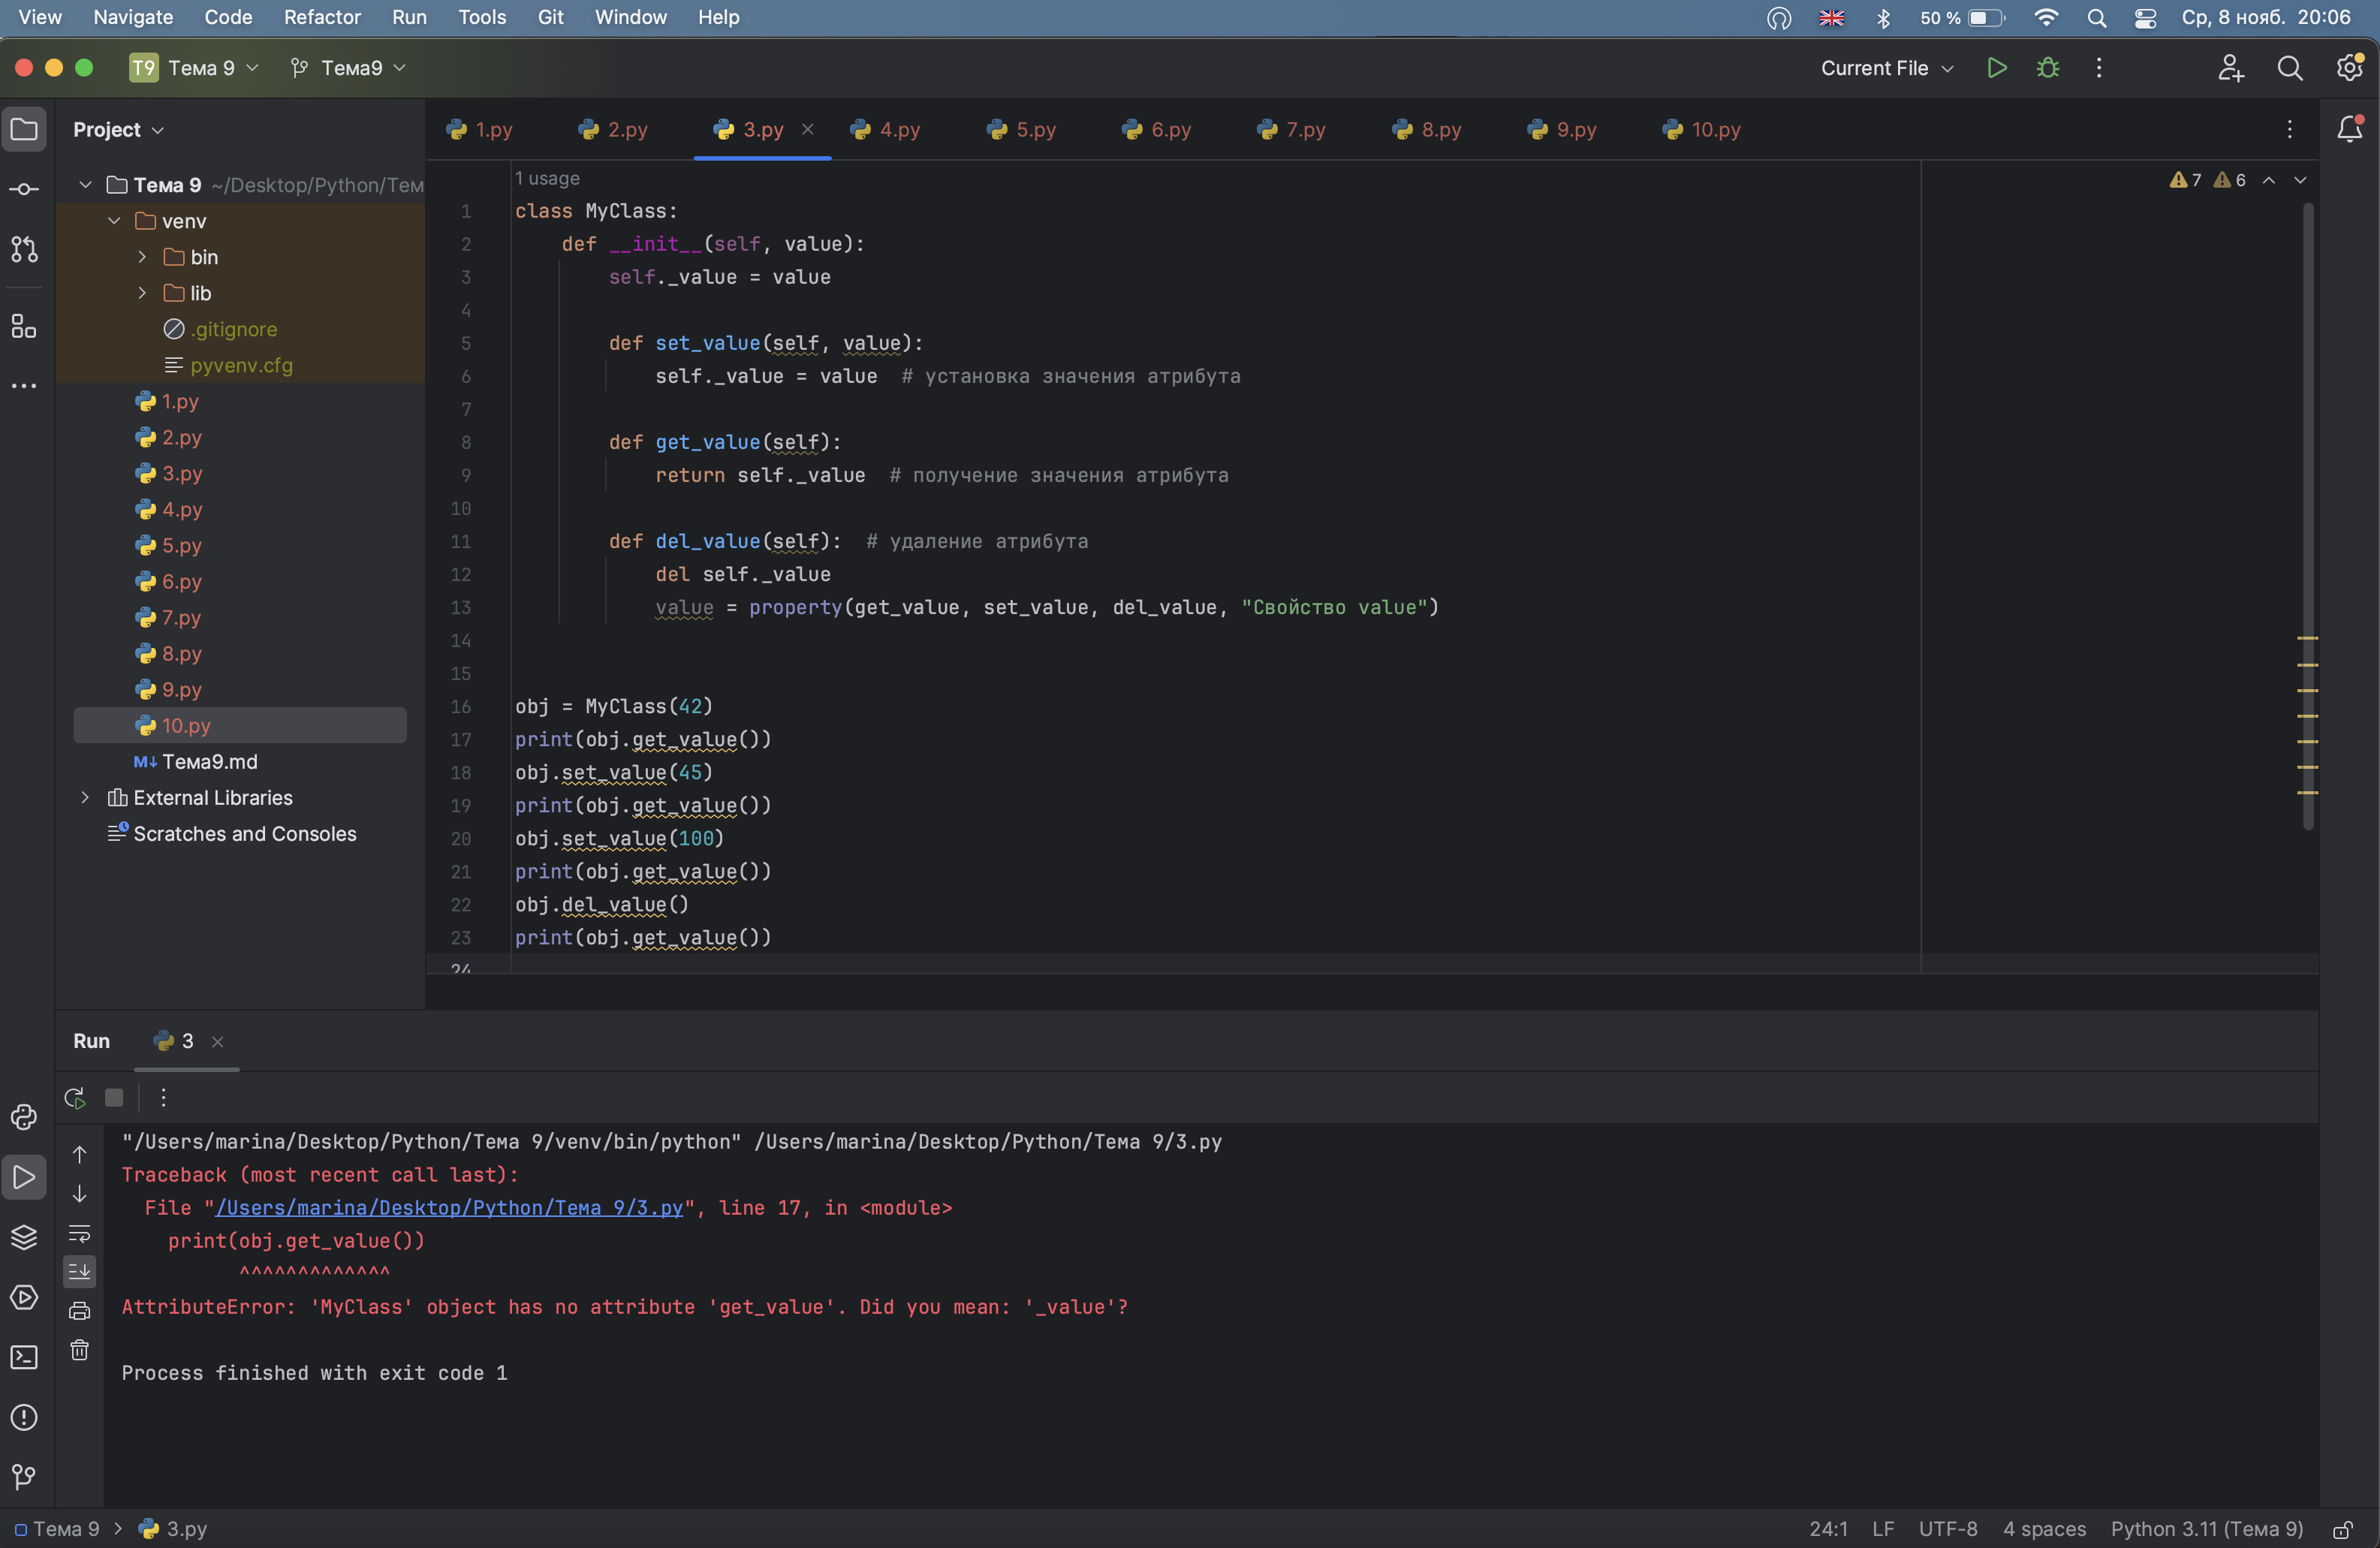 View Navigate Code Refactor Run Tools Git Window Help 50 % Ср, 8 нояб. 20:06
T9 Тема 9 Тема9 Current File
Project
1.py 2.py 3.py 4.py 5.py 6.py 7.py 8.py 9.py 10.py
Тема 9 ~/Desktop/Python/Тем
venv
bin
lib
.gitignore
pyvenv.cfg
1.py
2.py
3.py
4.py
5.py
6.py
7.py
8.py
9.py
10.py
M↓ Тема9.md
External Libraries
Scratches and Consoles
1 usage
7 6
1 class MyClass:
2 def __init__(self, value):
3 self._value = value
4
5 def set_value(self, value):
6 self._value = value # установка значения атрибута
7
8 def get_value(self):
9 return self._value # получение значения атрибута
10
11 def del_value(self): # удаление атрибута
12 del self._value
13 value = property(get_value, set_value, del_value, "Свойство value")
14
15
16 obj = MyClass(42)
17 print(obj.get_value())
18 obj.set_value(45)
19 print(obj.get_value())
20 obj.set_value(100)
21 print(obj.get_value())
22 obj.del_value()
23 print(obj.get_value())
24
Run 3
"/Users/marina/Desktop/Python/Тема 9/venv/bin/python" /Users/marina/Desktop/Python/Тема 9/3.py
Traceback (most recent call last):
File "/Users/marina/Desktop/Python/Тема 9/3.py", line 17, in <module>
print(obj.get_value())
^^^^^^^^^^^^^
AttributeError: 'MyClass' object has no attribute 'get_value'. Did you mean: '_value'?
Process finished with exit code 1
Тема 9 3.py 24:1 LF UTF-8 4 spaces Python 3.11 (Тема 9)